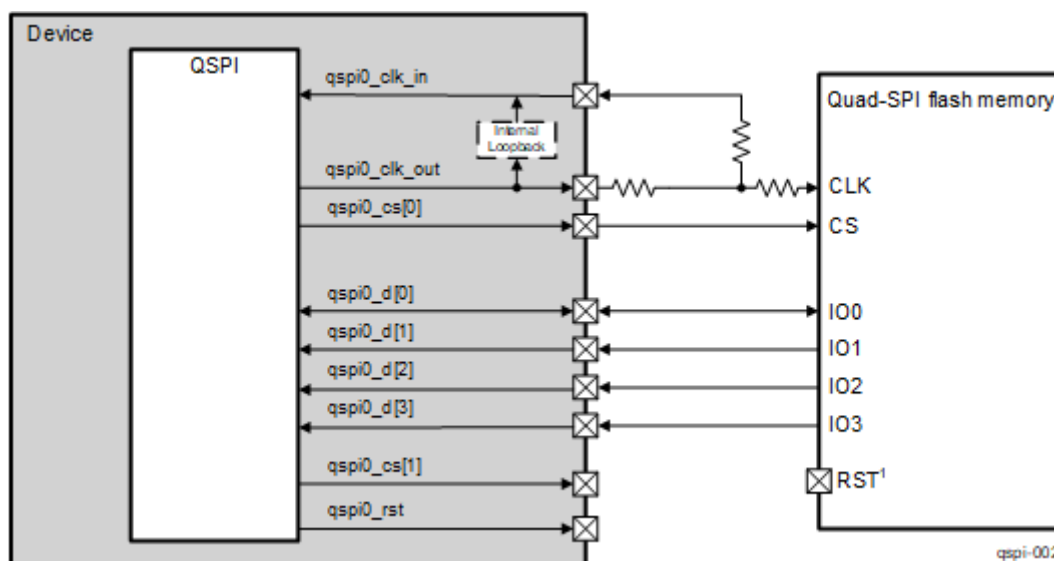 Device
QSPI
qspi0_clk_in
Internal
Loopback
qspi0_clk_out
qspi0_cs[0]
qspi0_d[0]
qspi0_d[1]
qspi0_d[2]
qspi0_d[3]
qspi0_cs[1]
qspi0_rst
Quad-SPI flash memory
CLK
CS
IO0
IO1
IO2
IO3
RST¹
qspi-002